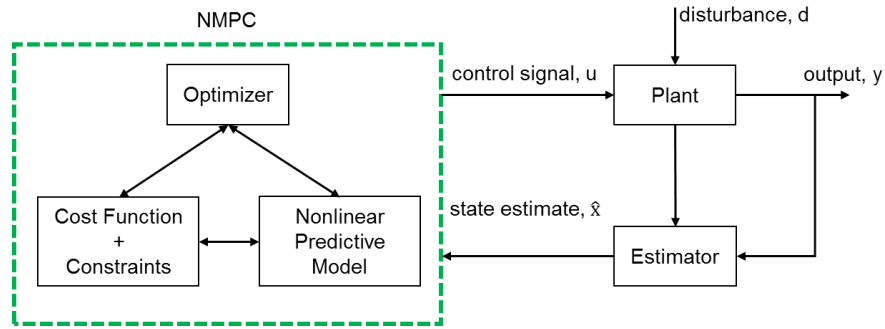 NMPC
disturbance, d
Optimizer
control signal, u
Plant
output, y
Cost Function
+
Constraints
Nonlinear
Predictive
Model
state estimate, x̂
Estimator